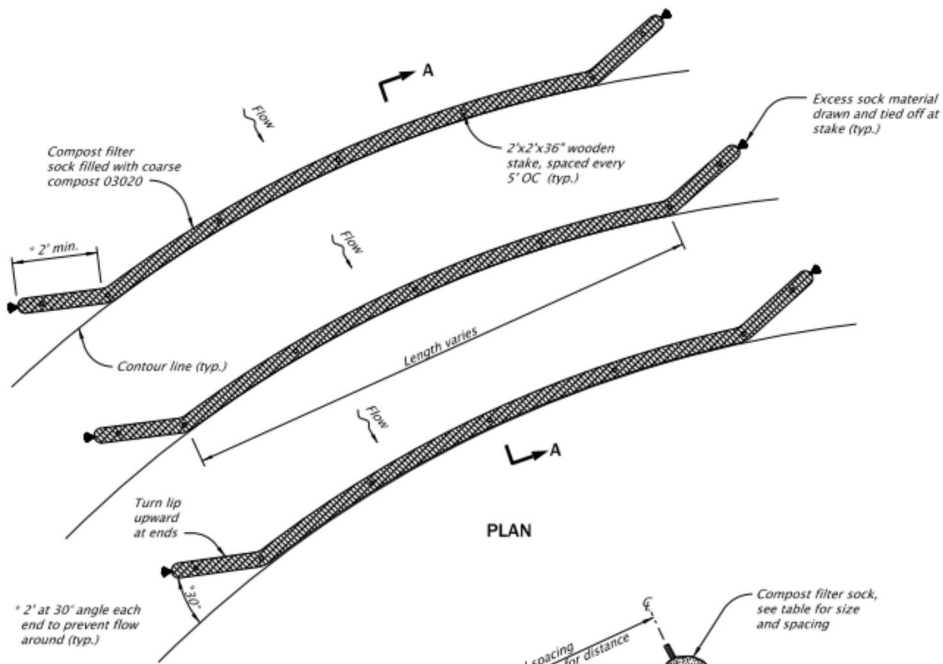 A
Flow
Excess sock material
drawn and tied off at
stake (typ.)
2'x2'x36" wooden
stake, spaced every
5' OC (typ.)
Compost filter
sock filled with coarse
compost 03020
* 2' min.
Flow
Contour line (typ.)
Length varies
Flow
A
Turn lip
upward
at ends
PLAN
* 30°
* 2' at 30° angle each
end to prevent flow
around (typ.)
Compost filter sock,
see table for size
and spacing
℄
spacing
for distance